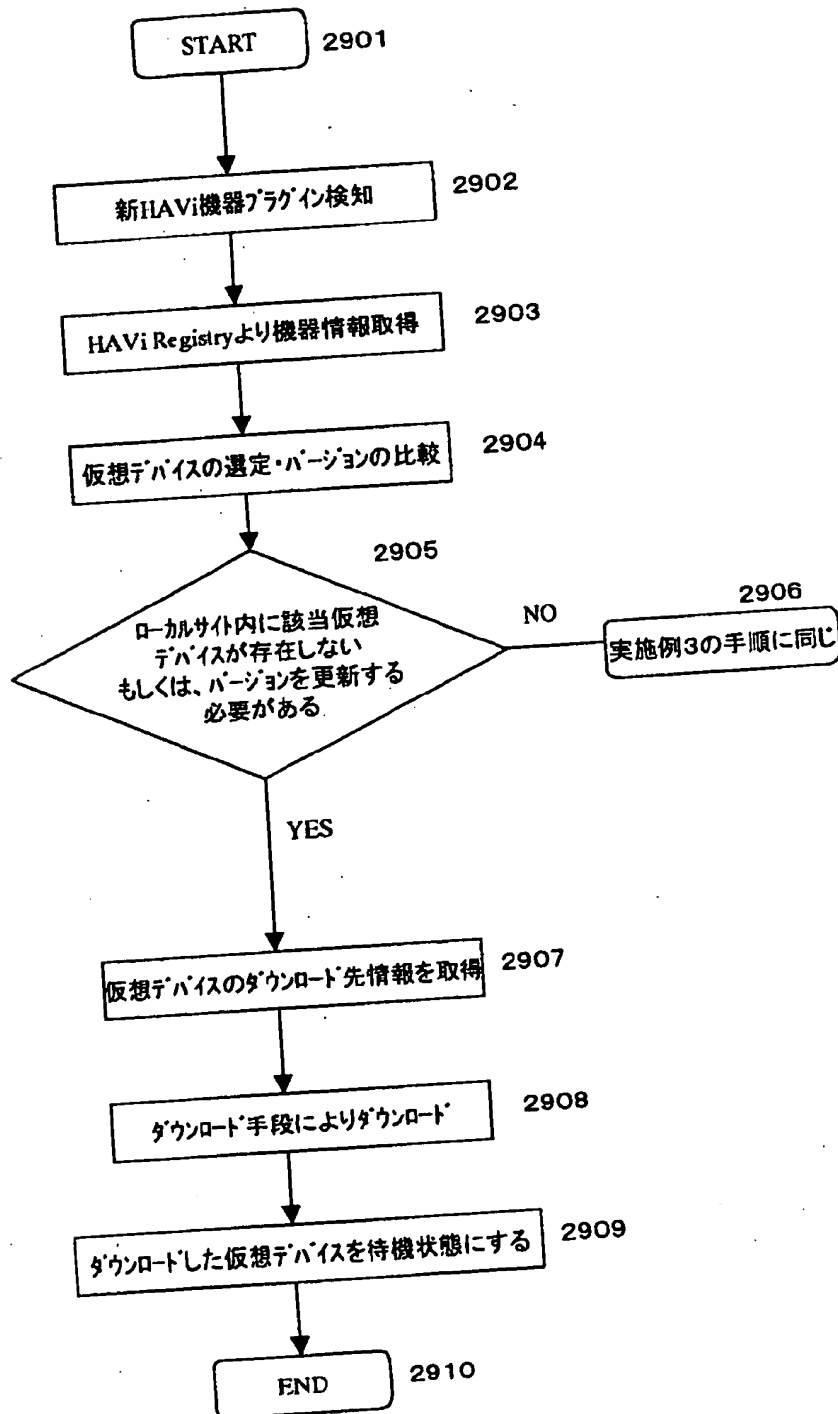 START
2901
新HAVi機器プラグイン検知
2902
HAVi Registryより機器情報取得
2903
仮想デバイスの選定・バージョンの比較
2904
2905
ローカルサイト内に該当仮想
デバイスが存在しない
もしくは、バージョンを更新する
必要がある
NO
2906
実施例3の手順に同じ
YES
仮想デバイスのダウンロード先情報を取得
2907
ダウンロード手段によりダウンロード
2908
ダウンロードした仮想デバイスを待機状態にする
2909
END
2910